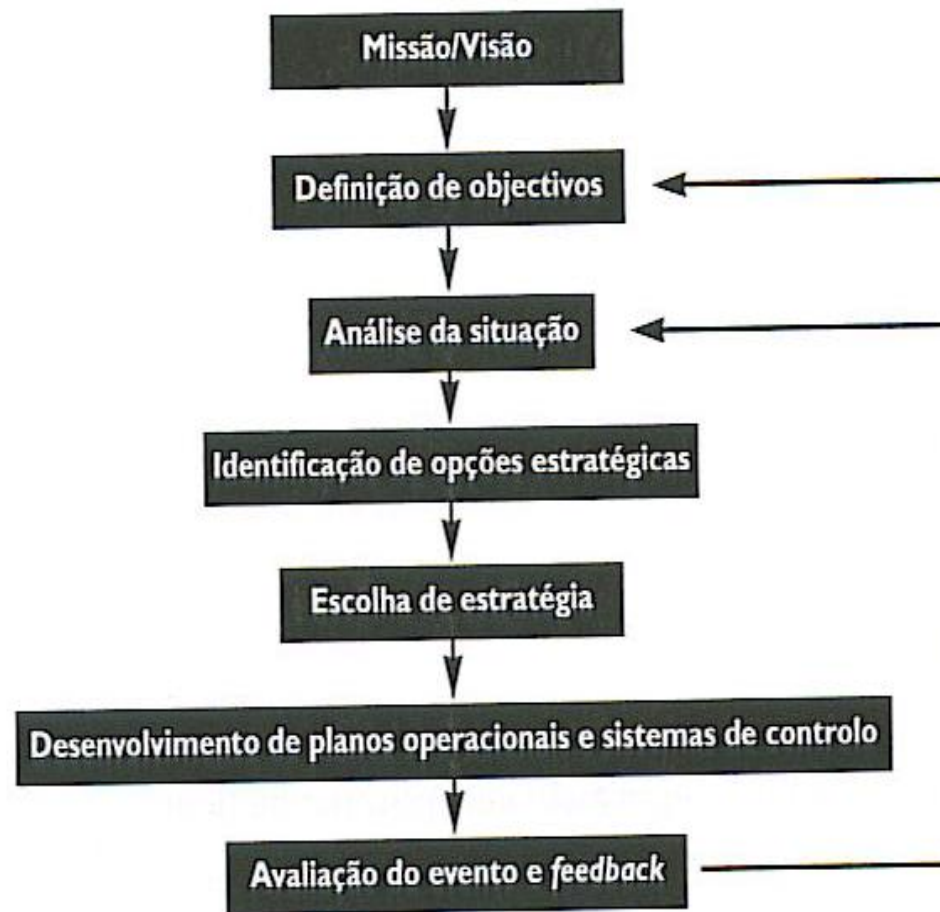 Missão/Visão
Definição de objectivos
Análise da situação
Identificação de opções estratégicas
Escolha de estratégia
Desenvolvimento de planos operacionais e sistemas de controlo
Avaliação do evento e feedback